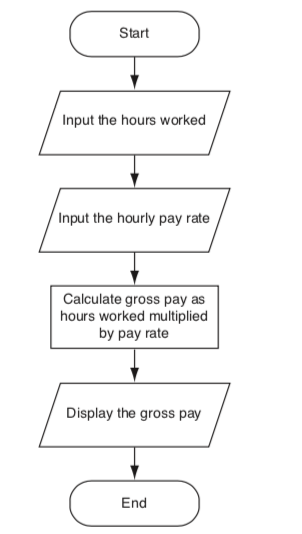 Start
Input the hours worked
Input the hourly pay rate
Calculate gross pay as
hours worked multiplied
by pay rate
Display the gross pay
End